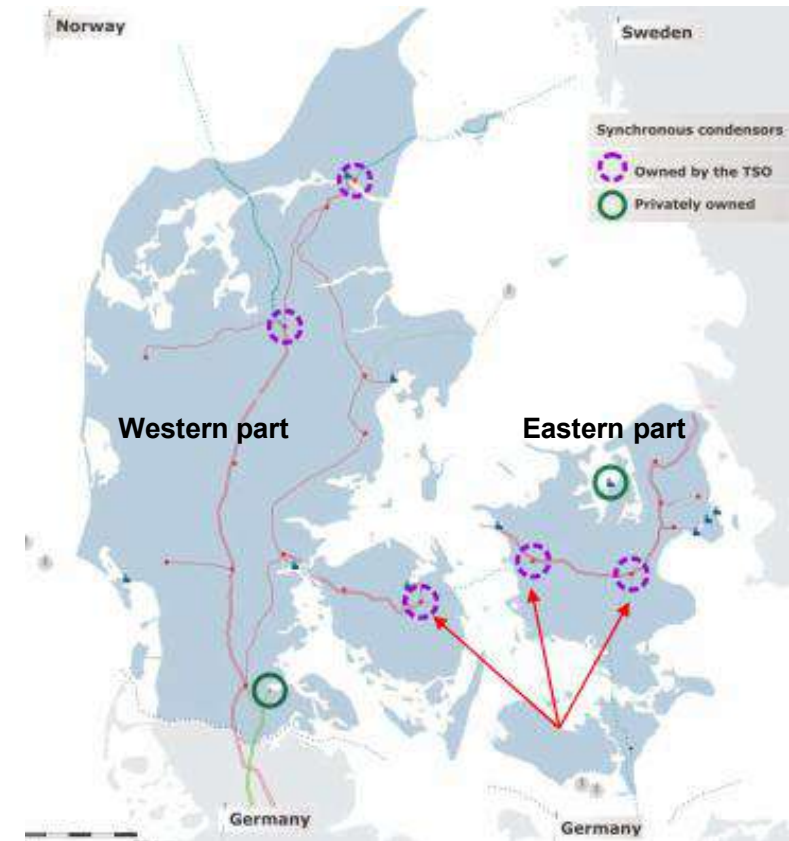 Norway
Sweden
Synchronous condensors
Owned by the TSO
Privately owned
Western part
Eastern part
Germany
Germany